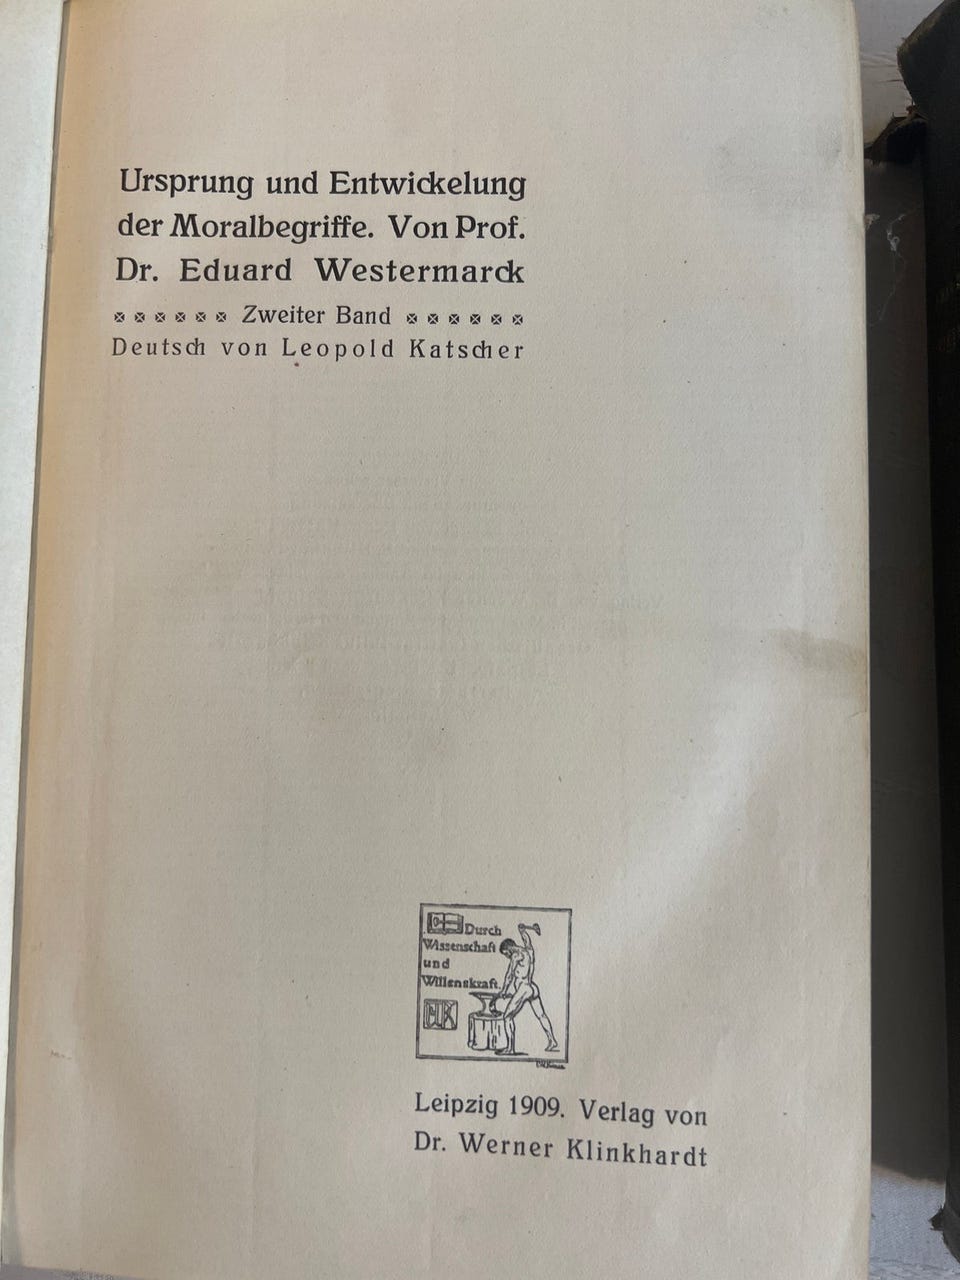 Ursprung und Entwickelung
der Moralbegriffe. Von Prof.
Dr. Eduard Westermarck
Zweiter Band
Deutsch von Leopold Katscher
Durch
Wissenschaft
und
Willenskraft.
Leipzig 1909. Verlag von
Dr. Werner Klinkhardt